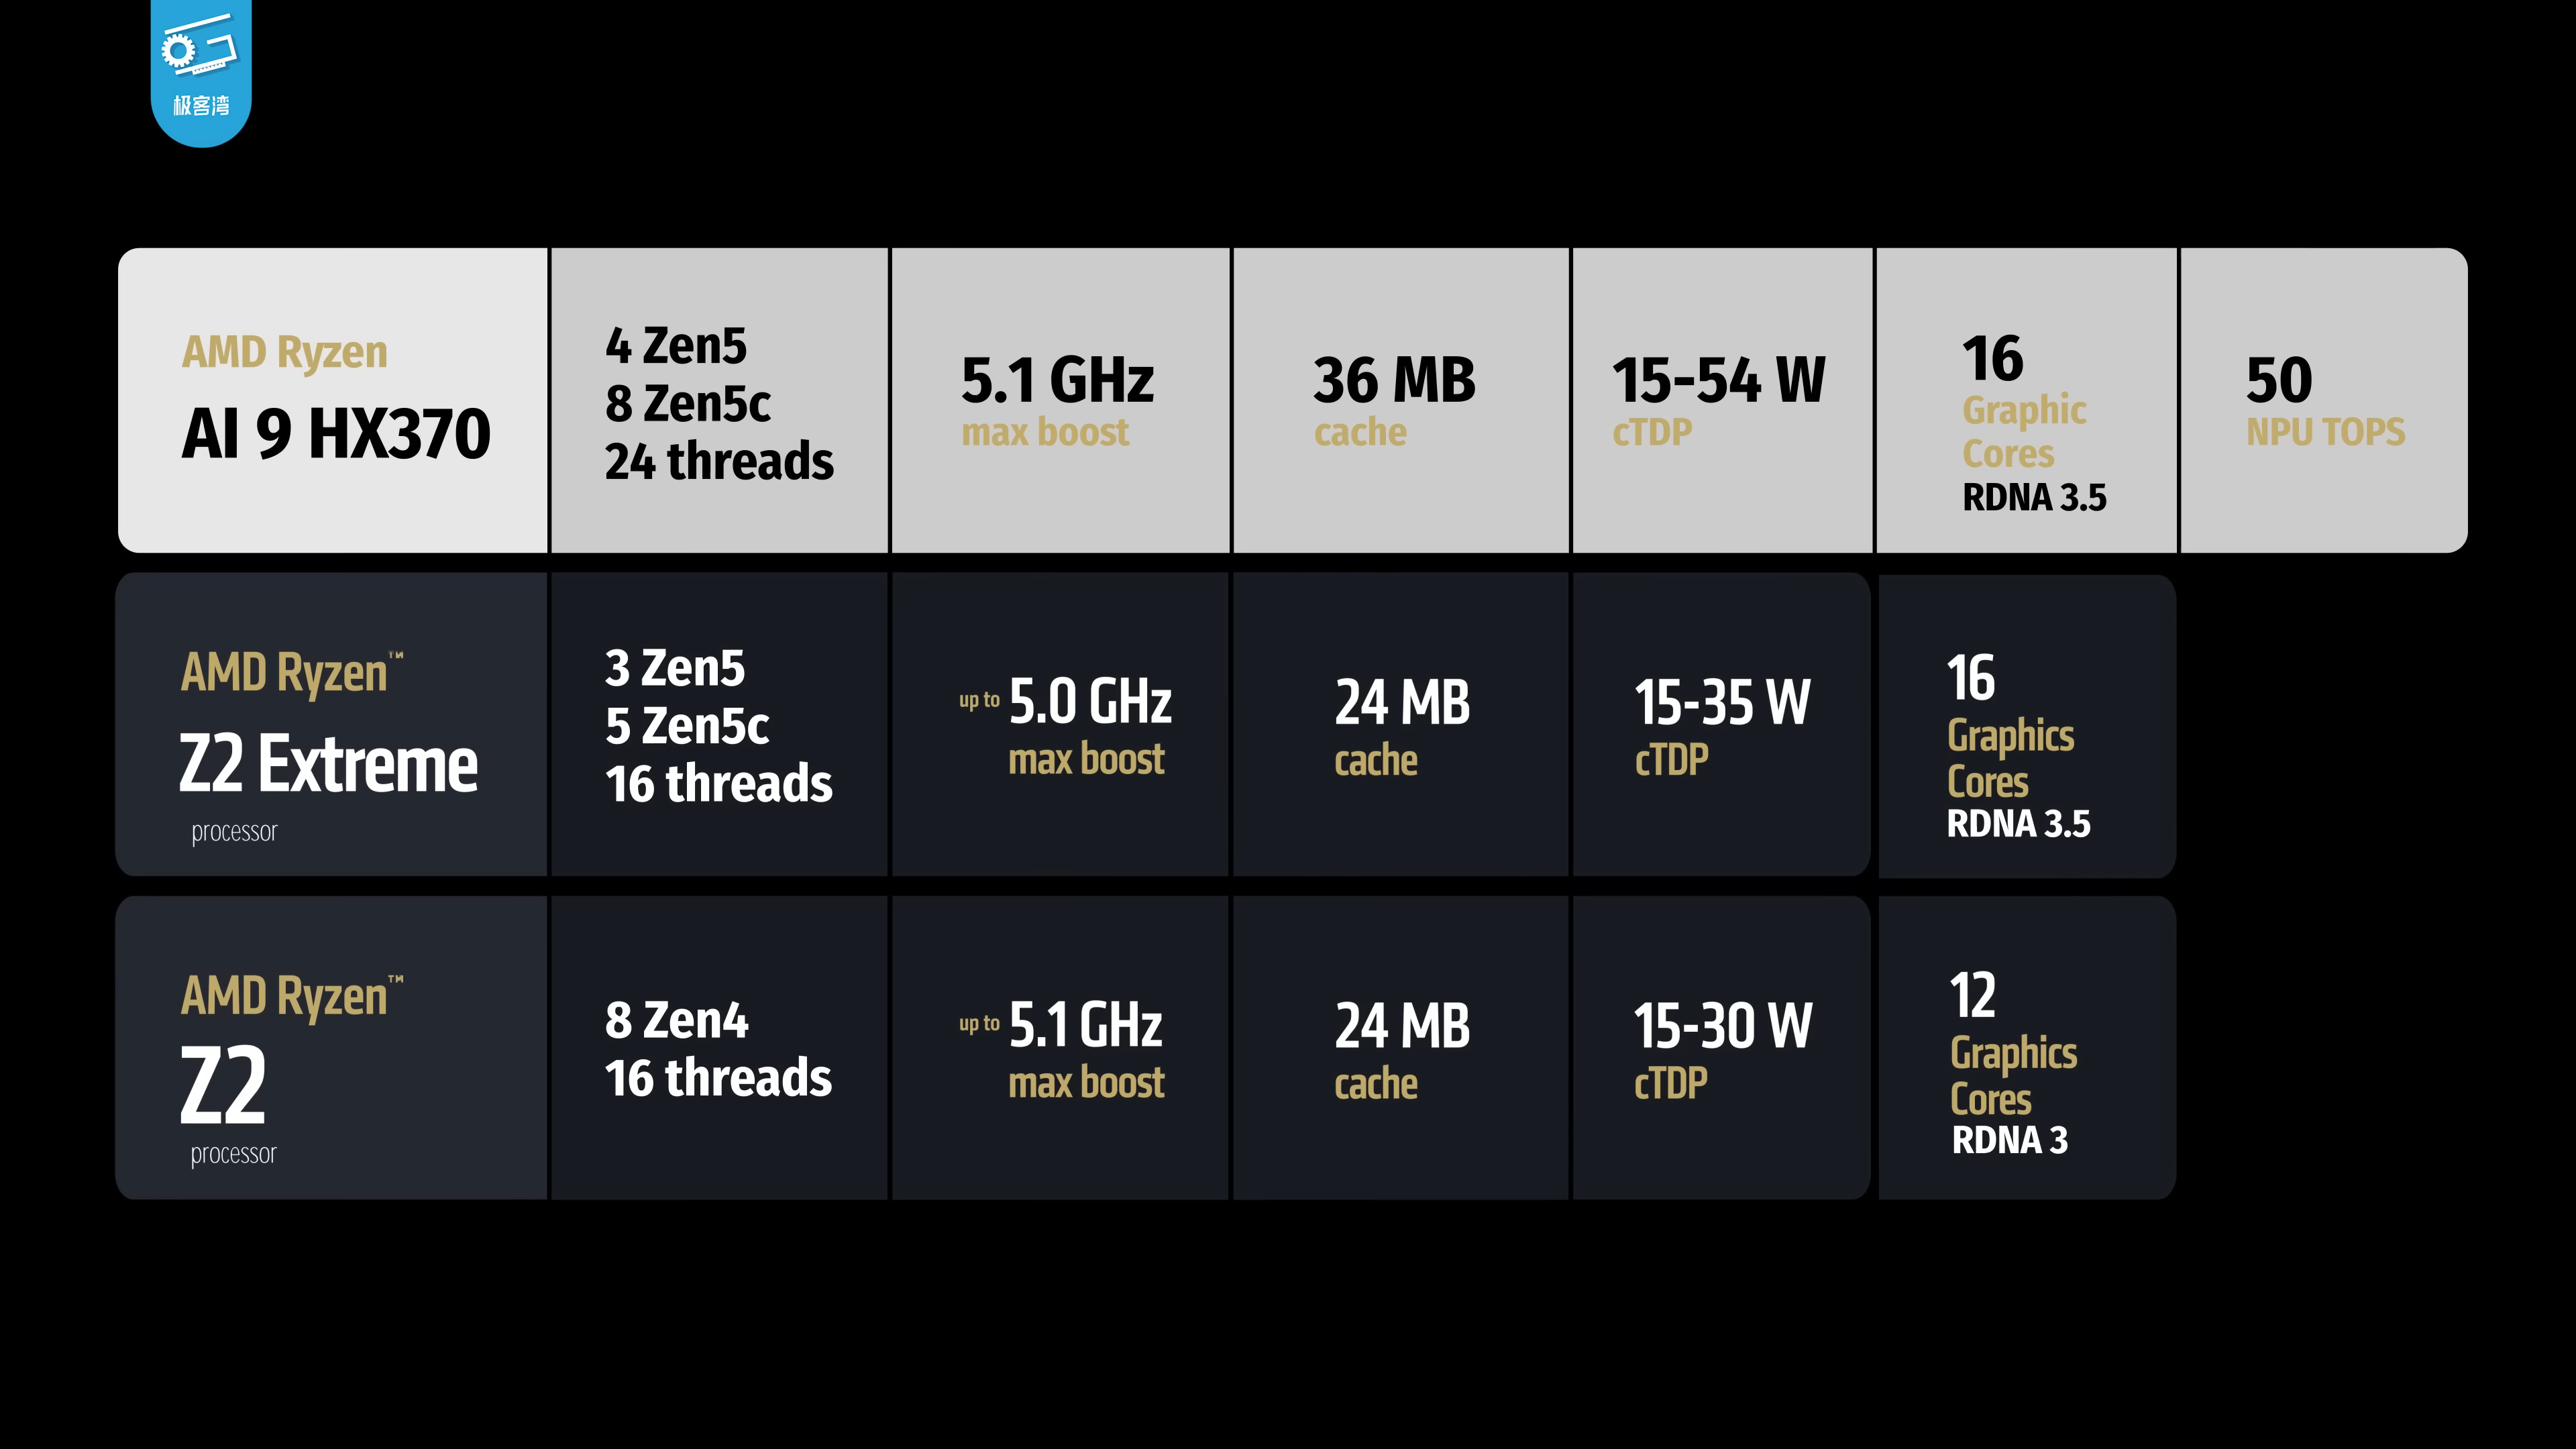 极客湾
AMD Ryzen
AI 9 HX370
4 Zen5
8 Zen5c
24 threads
5.1 GHz
max boost
36 MB
cache
15-54 W
cTDP
16
Graphic
Cores
RDNA 3.5
50
NPU TOPS
AMD Ryzen™
Z2 Extreme
processor
3 Zen5
5 Zen5c
16 threads
up to 5.0 GHz
max boost
24 MB
cache
15-35 W
cTDP
16
Graphics
Cores
RDNA 3.5
AMD Ryzen™
Z2
processor
8 Zen4
16 threads
up to 5.1 GHz
max boost
24 MB
cache
15-30 W
cTDP
12
Graphics
Cores
RDNA 3